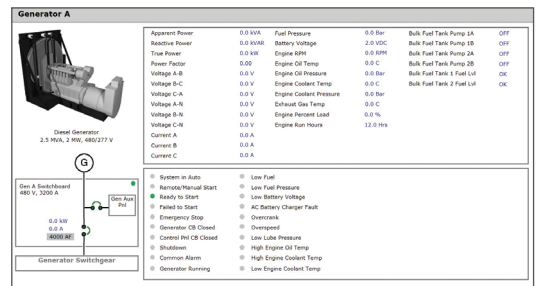 Generator A
Apparent Power 0.0 kVA Fuel Pressure 0.0 Bar Bulk Fuel Tank Pump 1A OFF
Reactive Power 0.0 kVAR Battery Voltage 2.0 VDC Bulk Fuel Tank Pump 1B OFF
True Power 0.0 kW Engine RPM 0.0 RPM Bulk Fuel Tank Pump 2A OFF
Power Factor 0.00 Engine Oil Temp 0.0 C Bulk Fuel Tank Pump 2B OFF
Voltage A-B 0.0 V Engine Oil Pressure 0.0 Bar Bulk Fuel Tank 1 Fuel Lvl OK
Voltage B-C 0.0 V Engine Coolant Temp 0.0 C Bulk Fuel Tank 2 Fuel Lvl OK
Voltage C-A 0.0 V Engine Coolant Pressure 0.0 Bar
Voltage A-N 0.0 V Exhaust Gas Temp 0.0 C
Voltage B-N 0.0 V Engine Percent Load 0.0 %
Voltage C-N 0.0 V Engine Run Hours 12.0 Hrs
Current A 0.0 A
Current B 0.0 A
Current C 0.0 A
Diesel Generator
2.5 MVA, 2 MW, 480/277 V
G
Gen A Switchboard
480 V, 3200 A
Gen Aux
Pnl
0.0 kW
0.0 A
4000 AF
Generator Switchgear
System in Auto Low Fuel
Remote/Manual Start Low Fuel Pressure
Ready to Start Low Battery Voltage
Failed to Start AC Battery Charger Fault
Emergency Stop Overcrank
Generator CB Closed Overspeed
Control Pnl CB Closed Low Lube Pressure
Shutdown High Engine Oil Temp
Common Alarm High Engine Coolant Temp
Generator Running Low Engine Coolant Temp